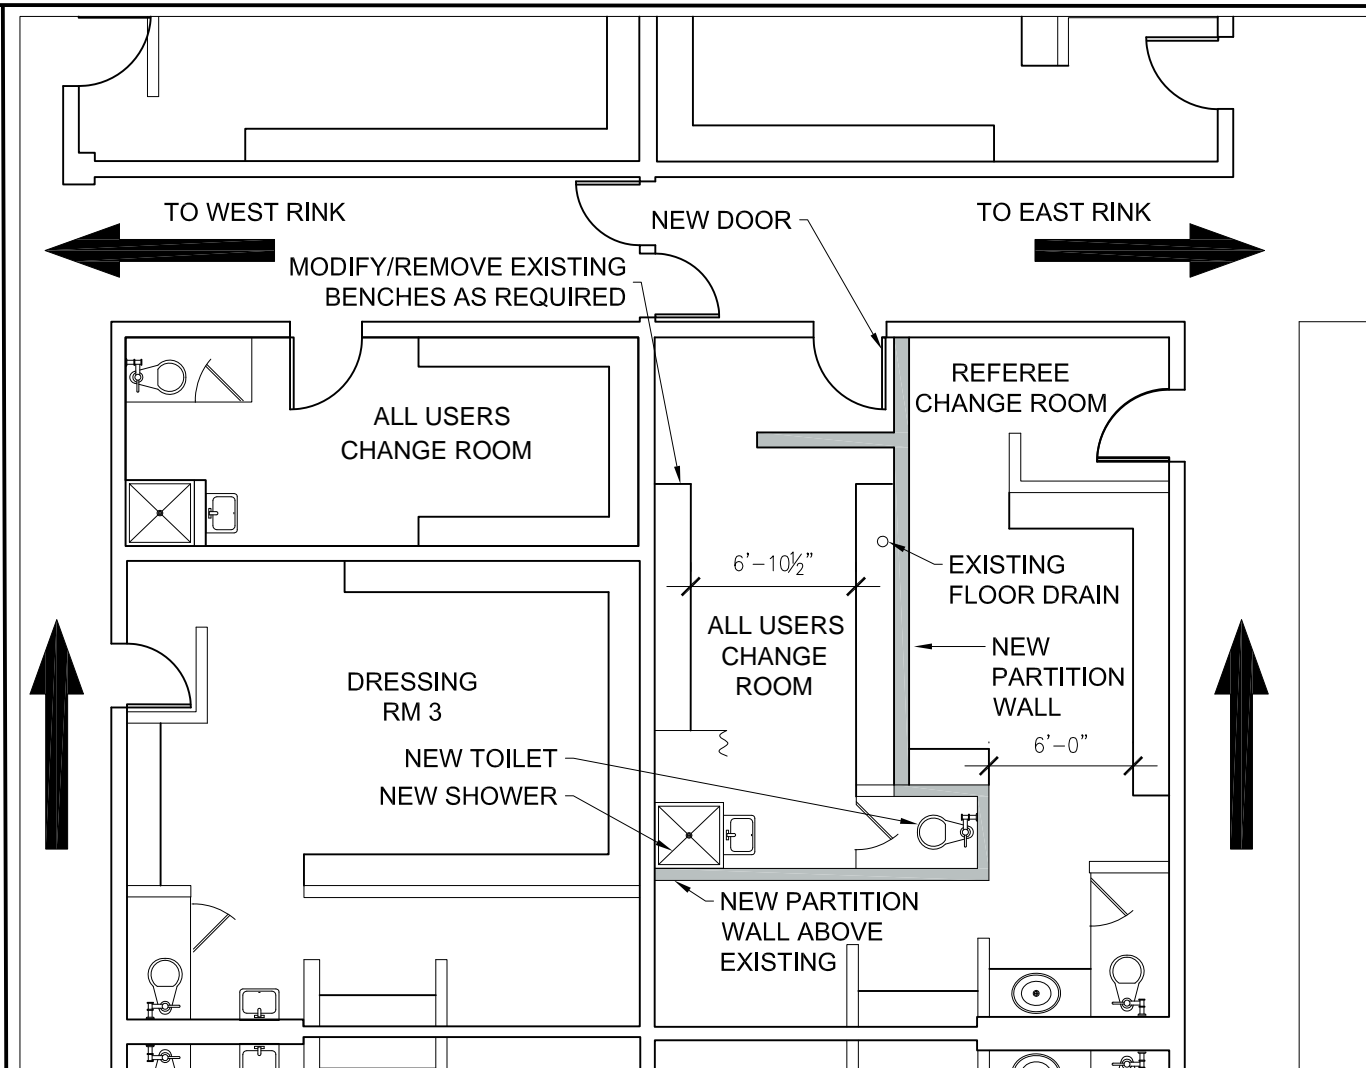 TO WEST RINK
NEW DOOR
TO EAST RINK
MODIFY/REMOVE EXISTING
BENCHES AS REQUIRED
REFEREE
CHANGE ROOM
ALL USERS
CHANGE ROOM
6'-10½"
EXISTING
FLOOR DRAIN
ALL USERS
CHANGE
ROOM
NEW
PARTITION
WALL
DRESSING
RM 3
6'-0"
NEW TOILET
NEW SHOWER
NEW PARTITION
WALL ABOVE
EXISTING